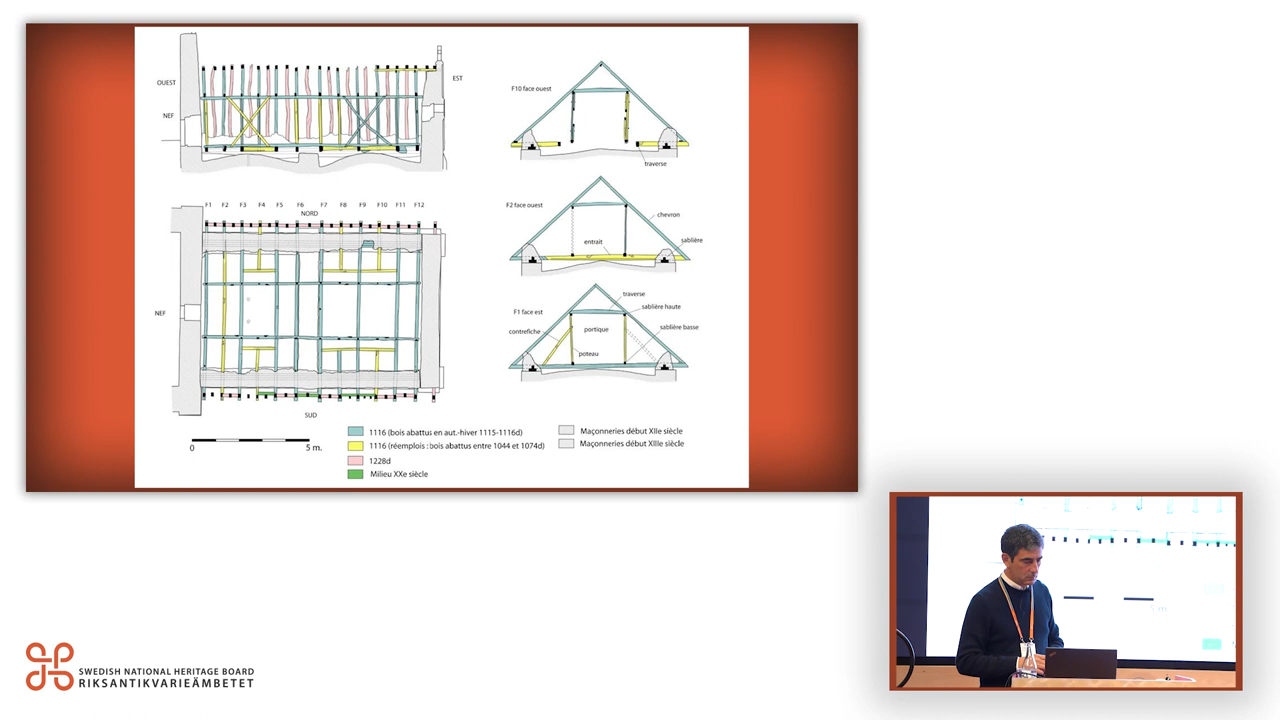 OUEST
EST
NEF
F10 face ouest
traverse
F1 F2 F3 F4 F5 F6 F7 F8 F9 F10 F11 F12
NORD
NEF
SUD
F2 face ouest
chevron
entrait
sablière
traverse
F1 face est
sablière haute
contrefiche
portique
sablière basse
poteau
0 5 m.
1116 (bois abattus en aut.-hiver 1115-1116d)
1116 (réemplois : bois abattus entre 1044 et 1074d)
1228d
Milieu XXe siècle
Maçonneries début XIIe siècle
Maçonneries début XIIIe siècle
SWEDISH NATIONAL HERITAGE BOARD
RIKSANTIKVARIEÄMBETET